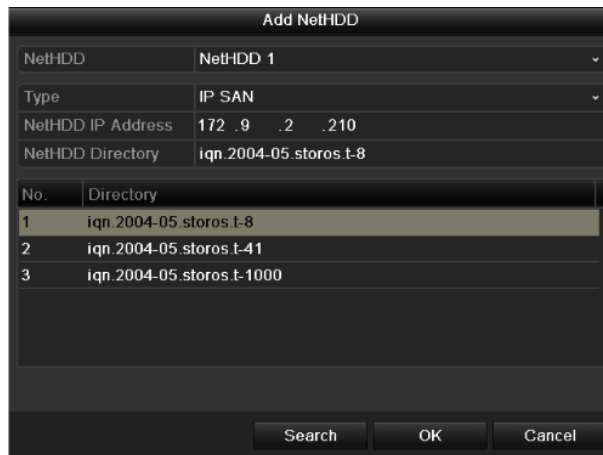 Add NetHDD
NetHDD NetHDD 1
Type IP SAN
NetHDD IP Address 172 .9 .2 .210
NetHDD Directory iqn.2004-05.storos.t-8
No. Directory
1 iqn.2004-05.storos.t-8
2 iqn.2004-05.storos.t-41
3 iqn.2004-05.storos.t-1000
Search OK Cancel